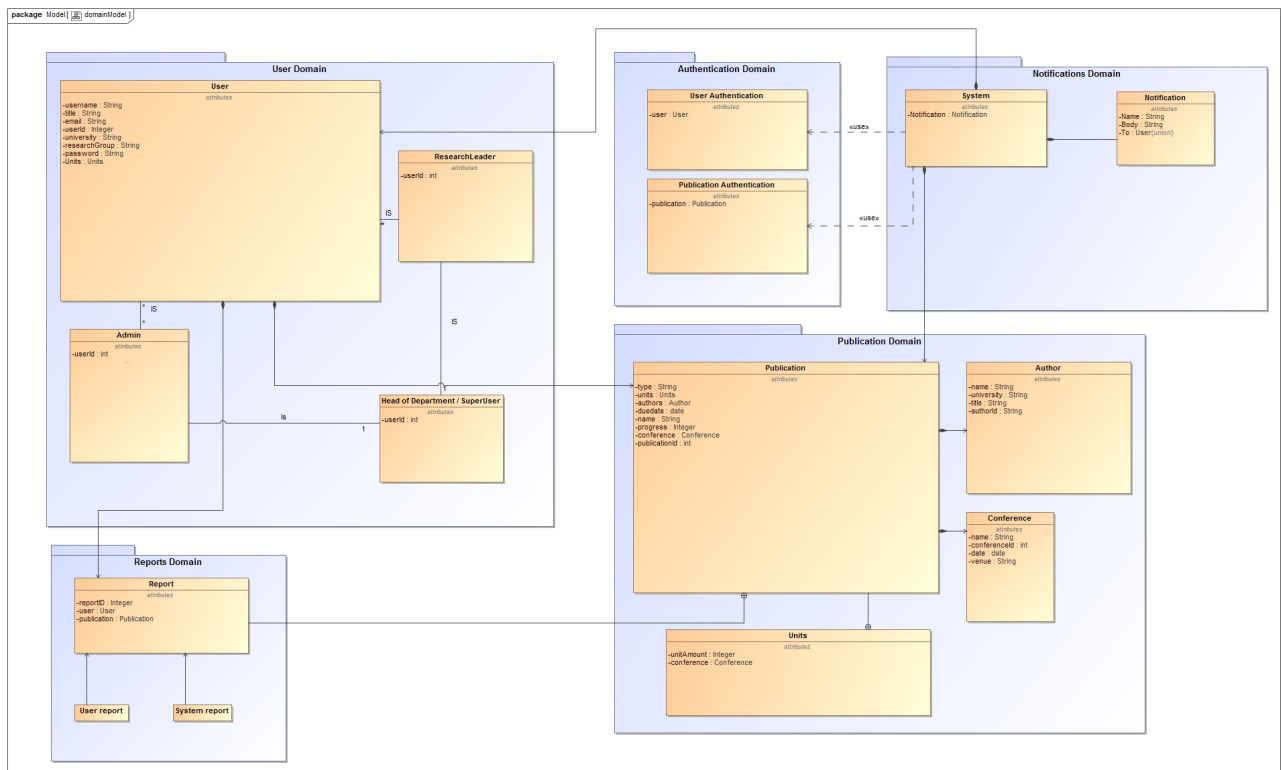 package Model [ domainModel ]
User Domain
User
attributes
-username : String
-title : String
-email : String
-userId : Integer
-university : String
-researchGroup : String
-password : String
-Units : Units
ResearchLeader
attributes
-userId : int
IS
*
IS
* IS
*
Admin
attributes
-userId : int
...
Is
1
1
Head of Department / SuperUser
attributes
-userId : int
Authentication Domain
User Authentication
attributes
-user : User
Publication Authentication
attributes
-publication : Publication
«use»
«use»
Notifications Domain
System
attributes
-Notification : Notification
Notification
attributes
-Name : String
-Body : String
-To : User{union}
Publication Domain
Publication
attributes
-type : String
-units : Units
-authors : Author
-duedate : date
-name : String
-progress : Integer
-conference : Conference
-publicationId : int
Author
attributes
-name : String
-university : String
-title : String
-authorId : String
Conference
attributes
-name : String
-conferenceId : int
-date : date
-venue : String
Units
attributes
-unitAmount : Integer
-conference : Conference
Reports Domain
Report
attributes
-reportID : Integer
-user : User
-publication : Publication
User report
System report